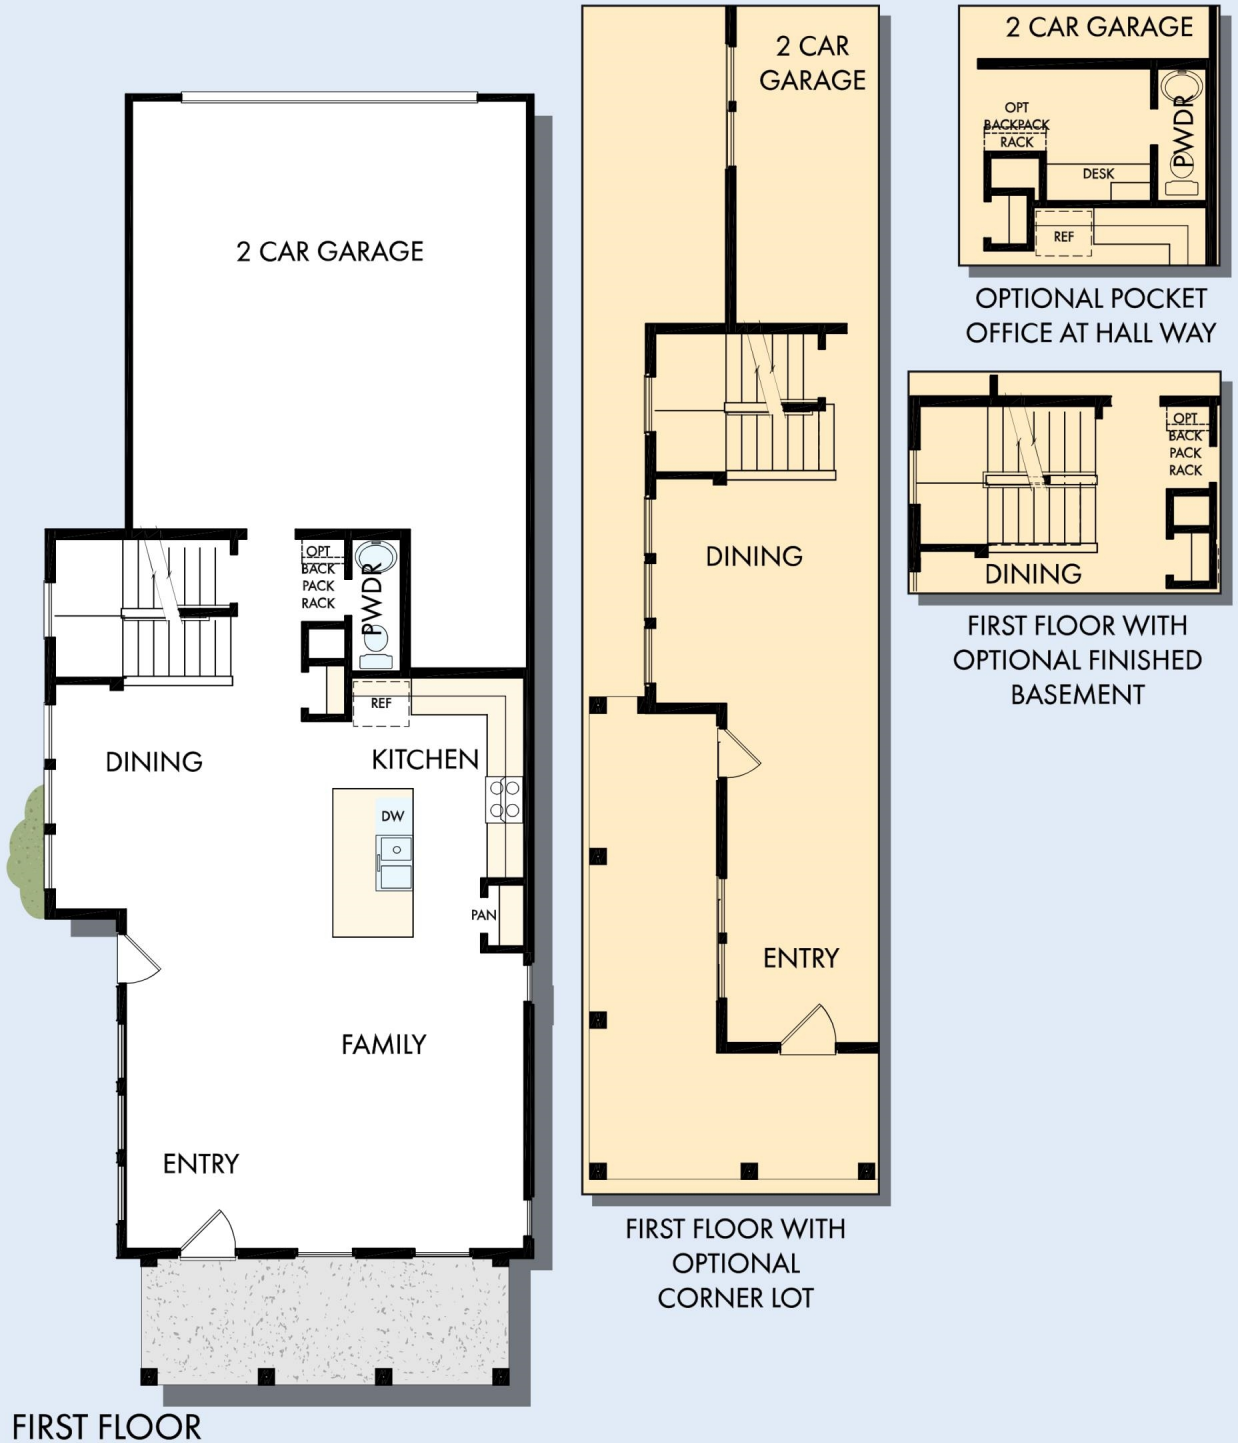 2 CAR GARAGE
OPT
BACK
PACK
RACK
PWDR
REF
DINING
KITCHEN
DW
PAN
FAMILY
ENTRY
FIRST FLOOR
2 CAR
GARAGE
DINING
ENTRY
FIRST FLOOR WITH
OPTIONAL
CORNER LOT
2 CAR GARAGE
OPT
BACKPACK
RACK
PWDR
DESK
REF
OPTIONAL POCKET
OFFICE AT HALL WAY
OPT
BACK
PACK
RACK
DINING
FIRST FLOOR WITH
OPTIONAL FINISHED
BASEMENT